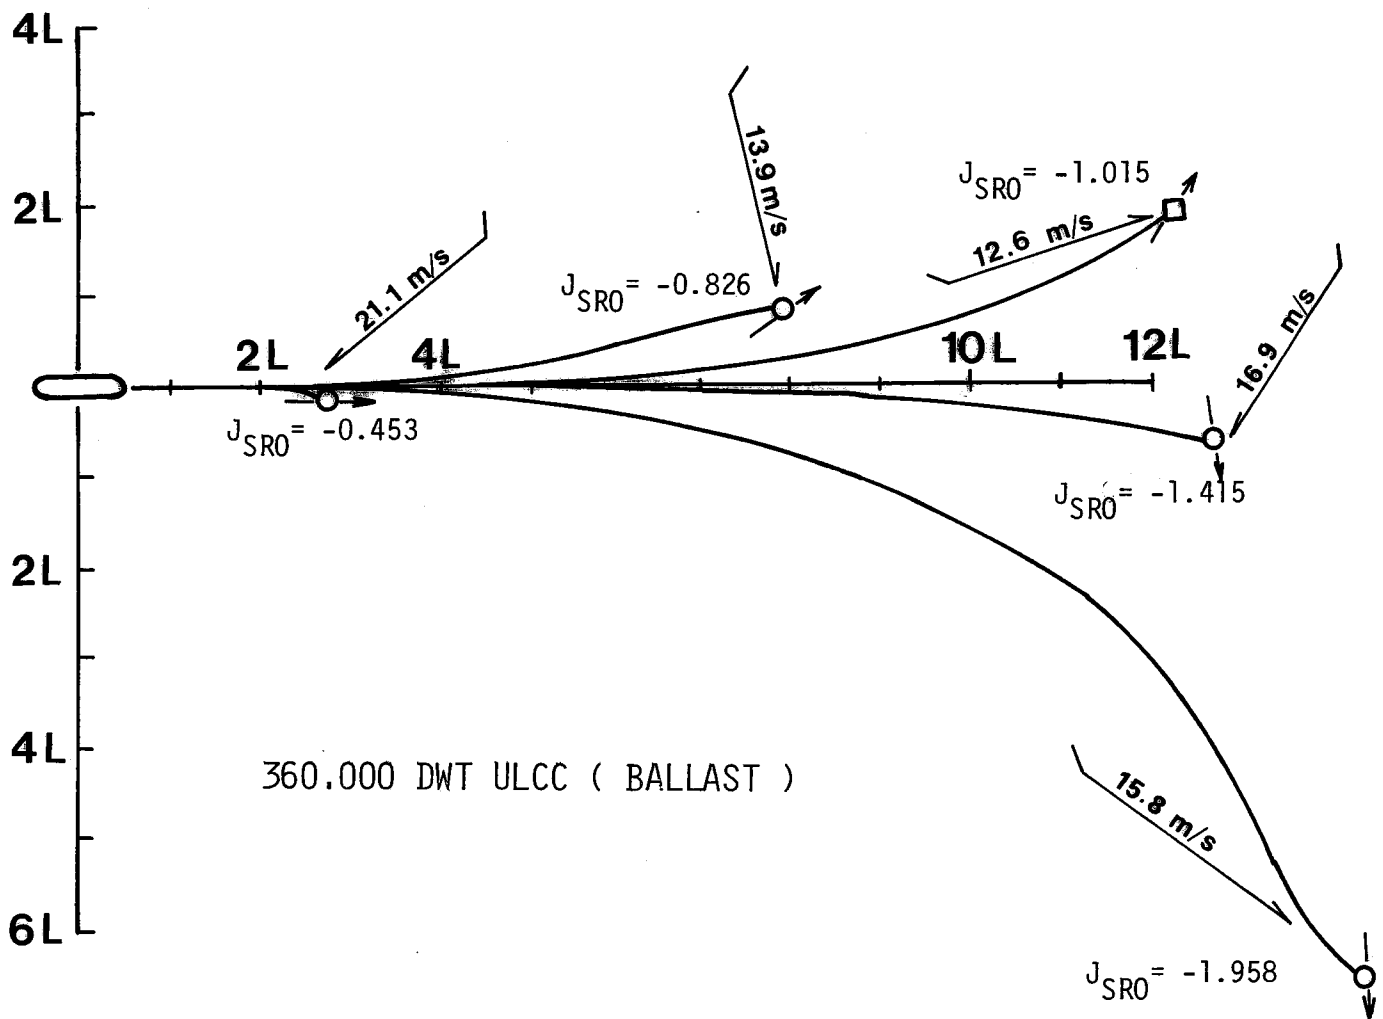 4L
13.9 m/s
J_SRO = -1.015
2L
12.6 m/s
21.1 m/s
J_SRO = -0.826
16.9 m/s
2L
4L
10L
12L
J_SRO = -0.453
J_SRO = -1.415
2L
4L
360.000 DWT ULCC ( BALLAST )
15.8 m/s
6L
J_SRO = -1.958